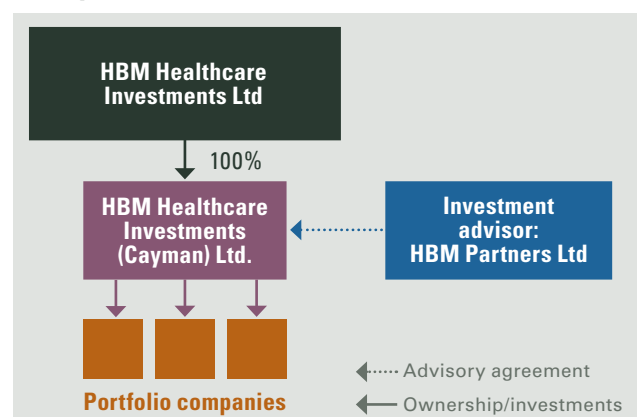 HBM Healthcare
Investments Ltd
100%
HBM Healthcare
Investments
(Cayman) Ltd.
Investment
advisor:
HBM Partners Ltd
Portfolio companies
Advisory agreement
Ownership/investments